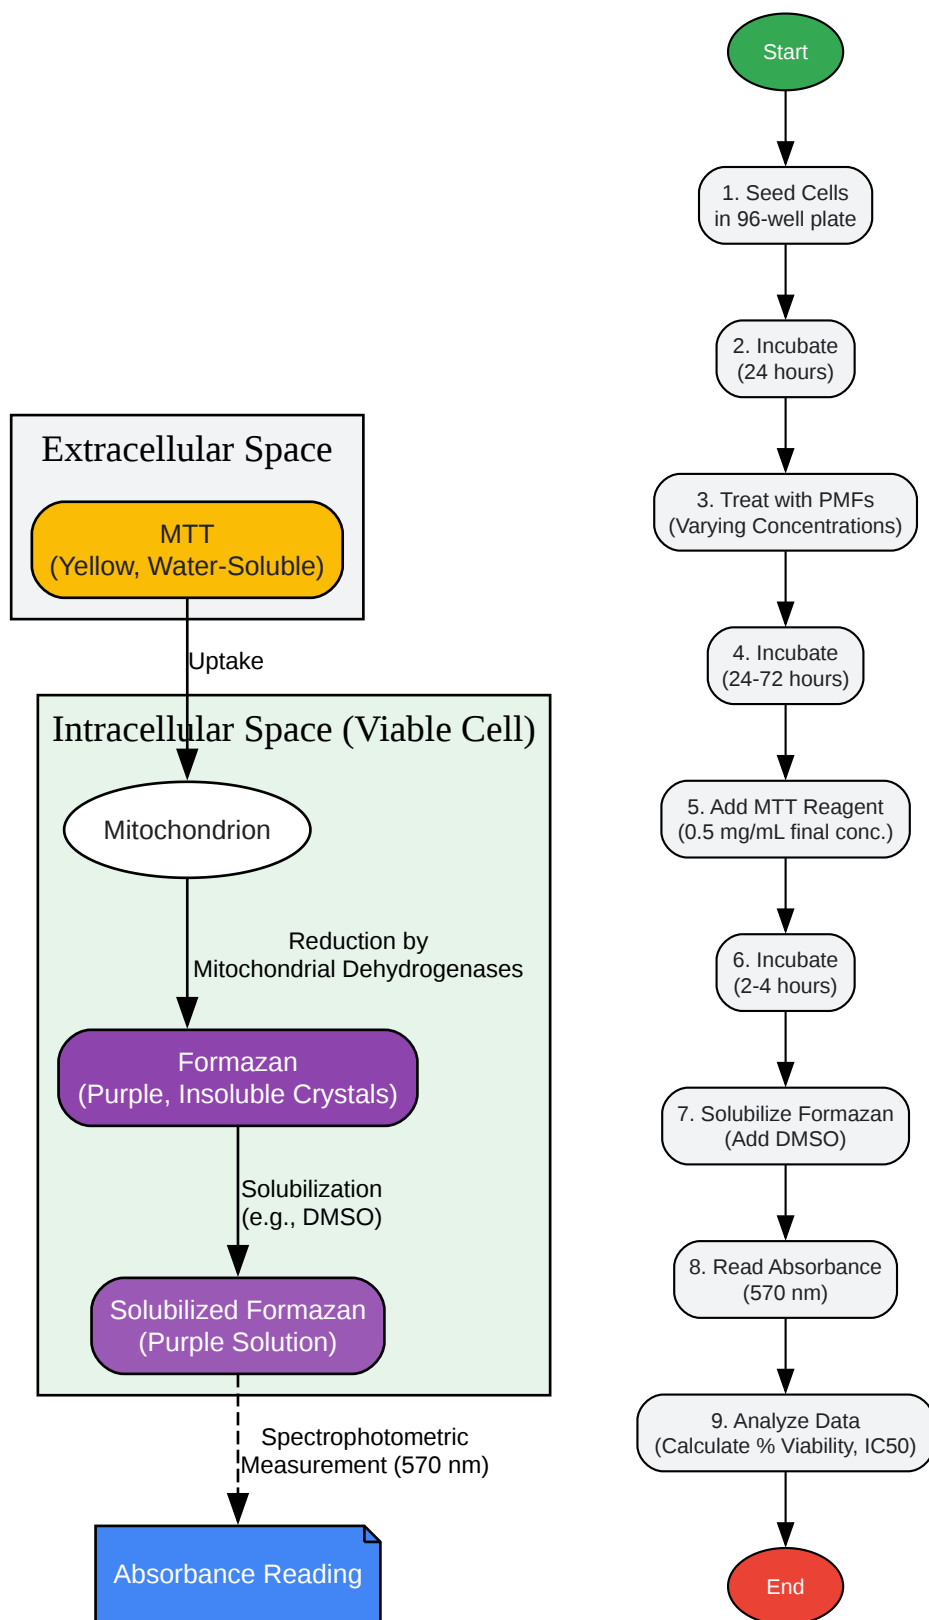 Extracellular Space
MTT
(Yellow, Water-Soluble)
Uptake
Intracellular Space (Viable Cell)
Mitochondrion
Reduction by
Mitochondrial Dehydrogenases
Formazan
(Purple, Insoluble Crystals)
Solubilization
(e.g., DMSO)
Solubilized Formazan
(Purple Solution)
Spectrophotometric
Measurement (570 nm)
Absorbance Reading
Start
1. Seed Cells
in 96-well plate
2. Incubate
(24 hours)
3. Treat with PMFs
(Varying Concentrations)
4. Incubate
(24-72 hours)
5. Add MTT Reagent
(0.5 mg/mL final conc.)
6. Incubate
(2-4 hours)
7. Solubilize Formazan
(Add DMSO)
8. Read Absorbance
(570 nm)
9. Analyze Data
(Calculate % Viability, IC50)
End